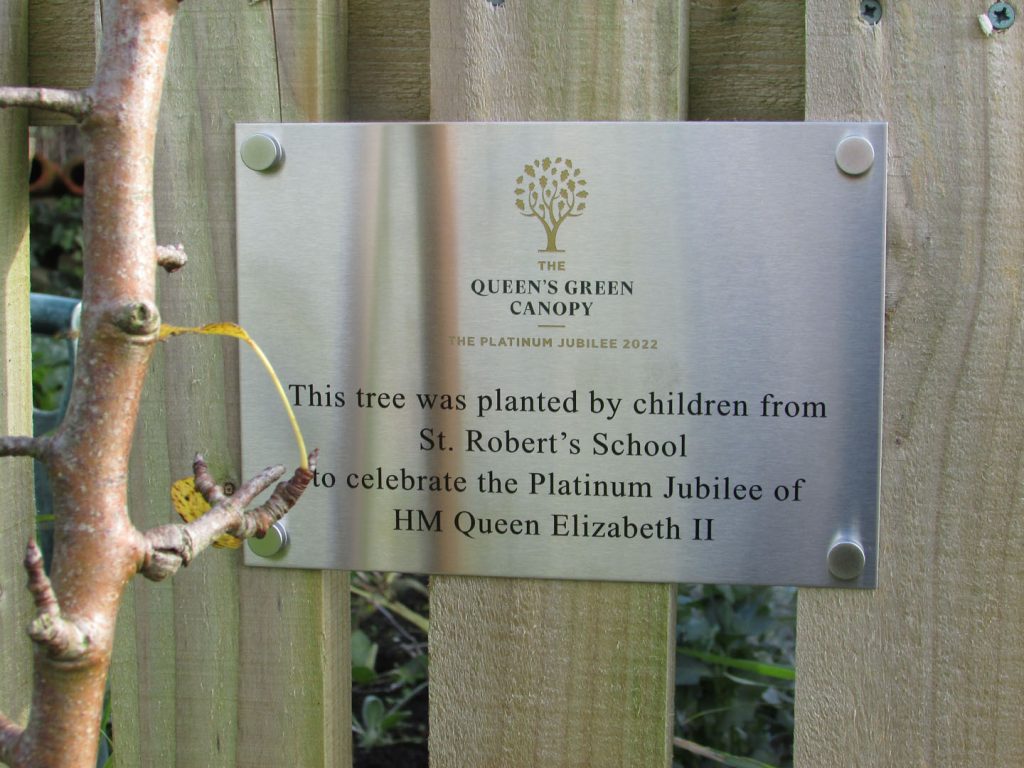 THE
QUEEN'S GREEN
CANOPY
THE PLATINUM JUBILEE 2022
This tree was planted by children from
St. Robert's School
to celebrate the Platinum Jubilee of
HM Queen Elizabeth II